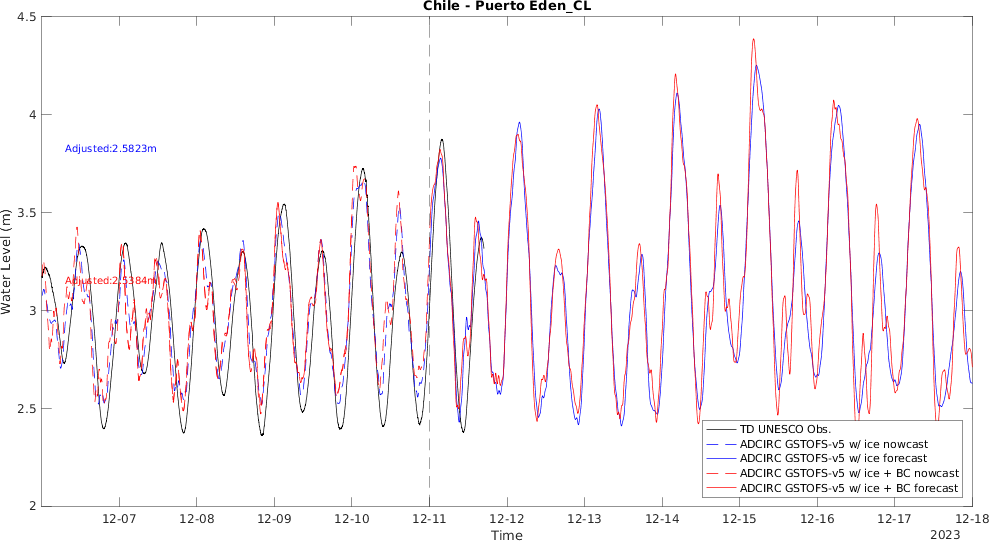 Chile - Puerto Eden_CL
4.5
4
3.5
3
2.5
2
Water Level (m)
Adjusted:2.5823m
Adjusted:2.5384m
TD UNESCO Obs.
ADCIRC GSTOFS-v5 w/ ice nowcast
ADCIRC GSTOFS-v5 w/ ice forecast
ADCIRC GSTOFS-v5 w/ ice + BC nowcast
ADCIRC GSTOFS-v5 w/ ice + BC forecast
12-07 12-08 12-09 12-10 12-11 12-12 12-13 12-14 12-15 12-16 12-17 12-18
Time
2023